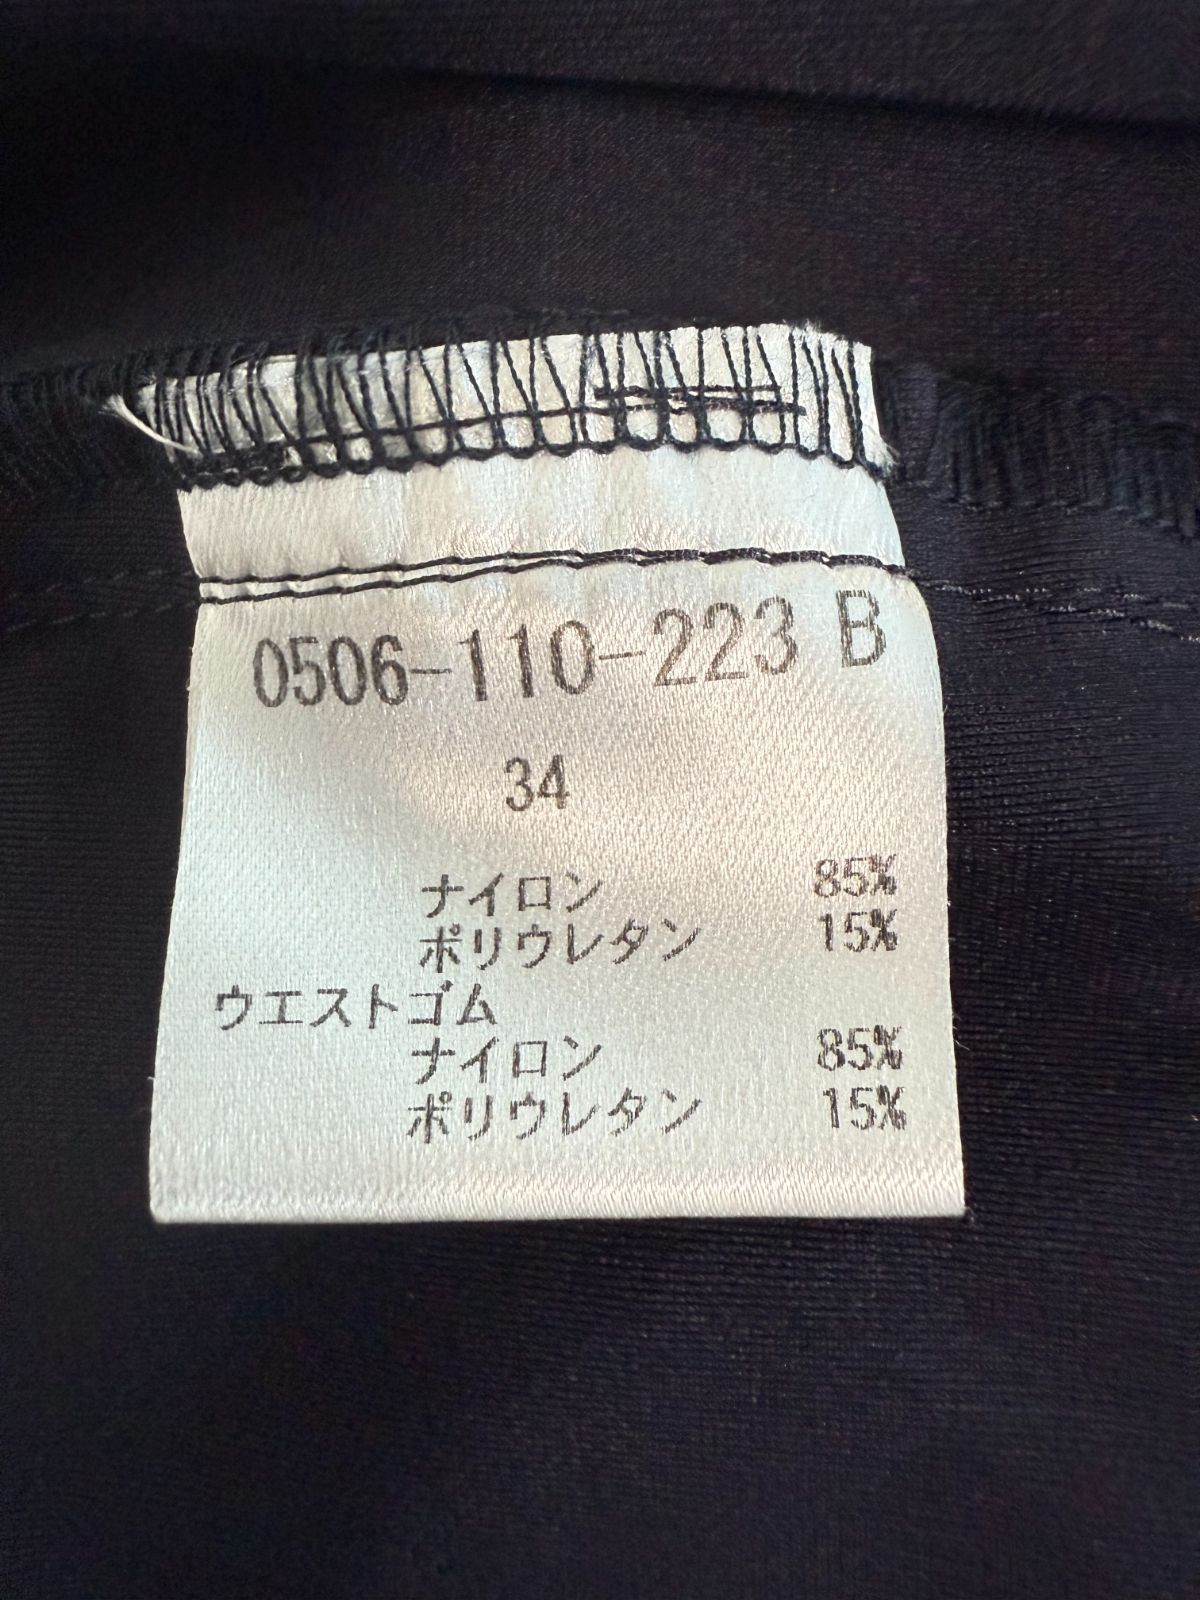 0506-110-223 B
34
ナイロン 85%
ポリウレタン 15%
ウエストゴム
ナイロン 85%
ポリウレタン 15%